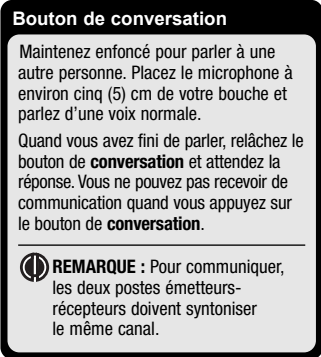 Bouton de conversation
Maintenez enfoncé pour parler à une
autre personne. Placez le microphone à
environ cinq (5) cm de votre bouche et
parlez d'une voix normale.
Quand vous avez fini de parler, relâchez le
bouton de conversation et attendez la
réponse. Vous ne pouvez pas recevoir de
communication quand vous appuyez sur
le bouton de conversation.
REMARQUE : Pour communiquer,
les deux postes émetteurs-
récepteurs doivent syntoniser
le même canal.